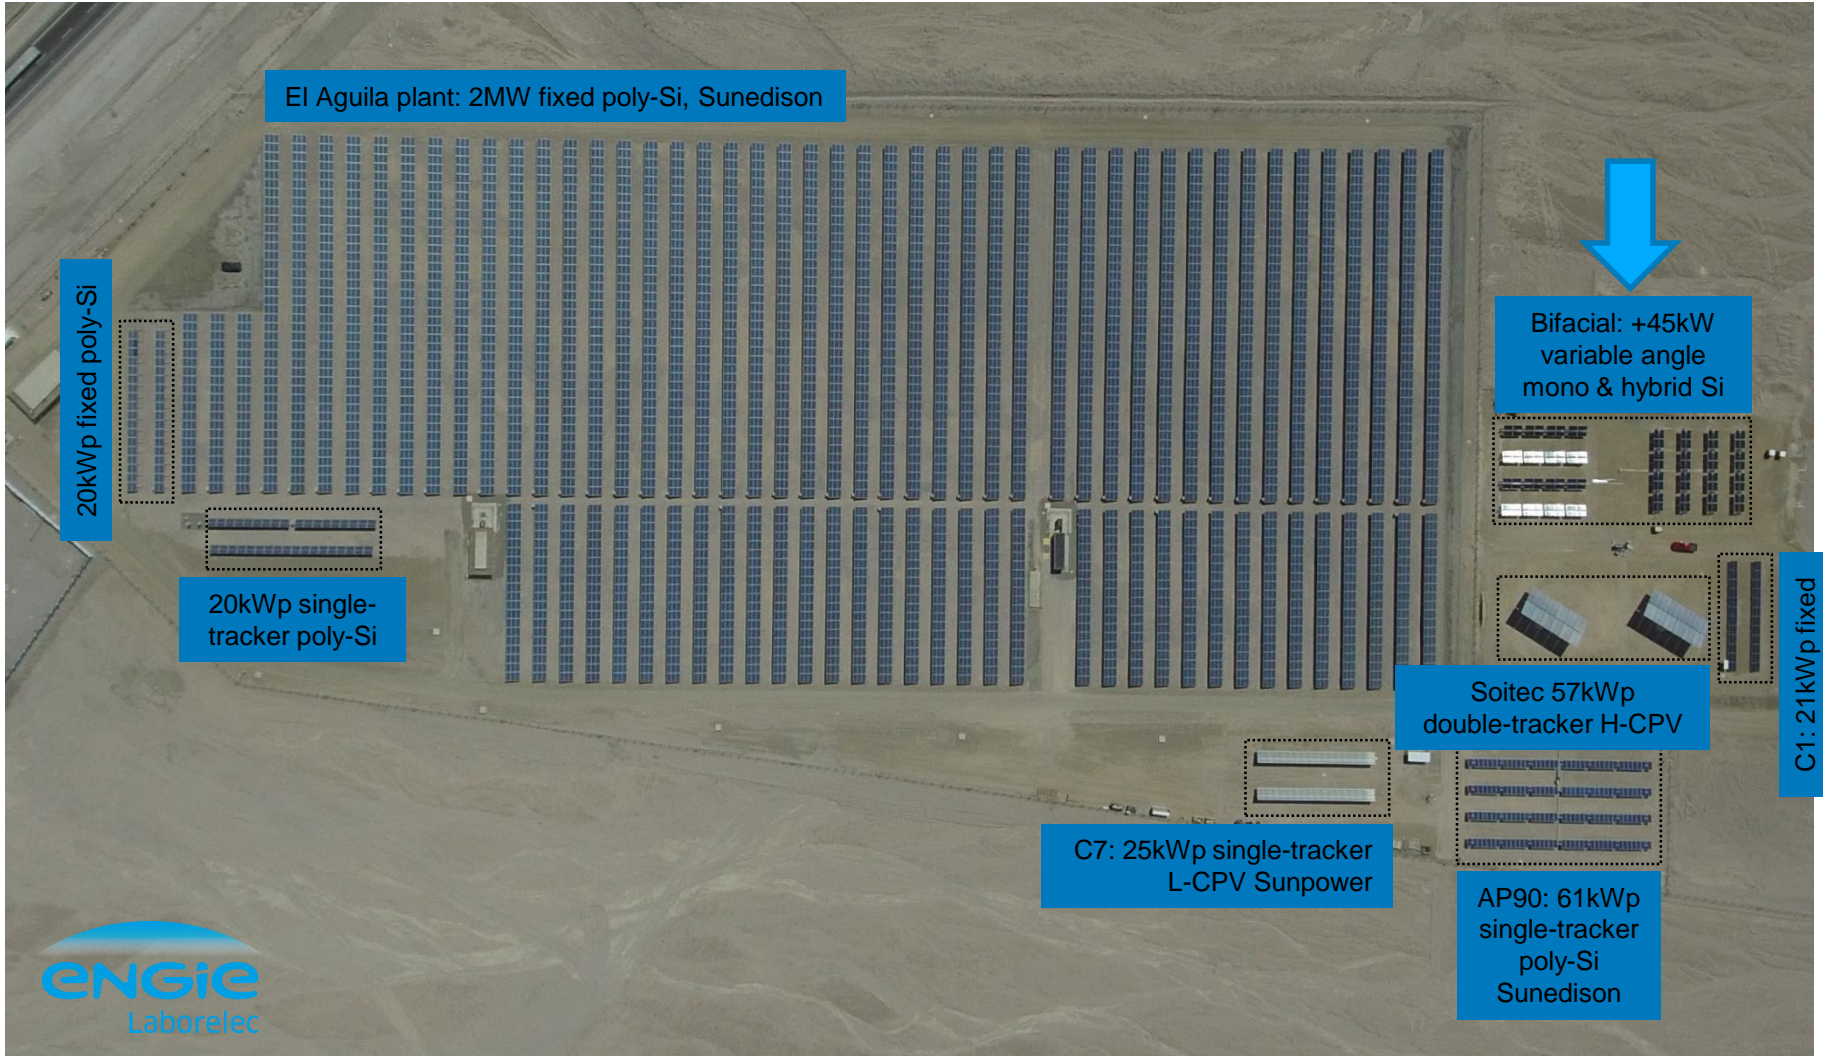 El Aguila plant: 2MW fixed poly-Si, Sunedison
20kWp fixed poly-Si
Bifacial: +45kW
variable angle
mono & hybrid Si
20kWp single-
tracker poly-Si
C1: 21kWp fixed
Soitec 57kWp
double-tracker H-CPV
C7: 25kWp single-tracker
L-CPV Sunpower
AP90: 61kWp
single-tracker
poly-Si
Sunedison
eNGie
Laborelec